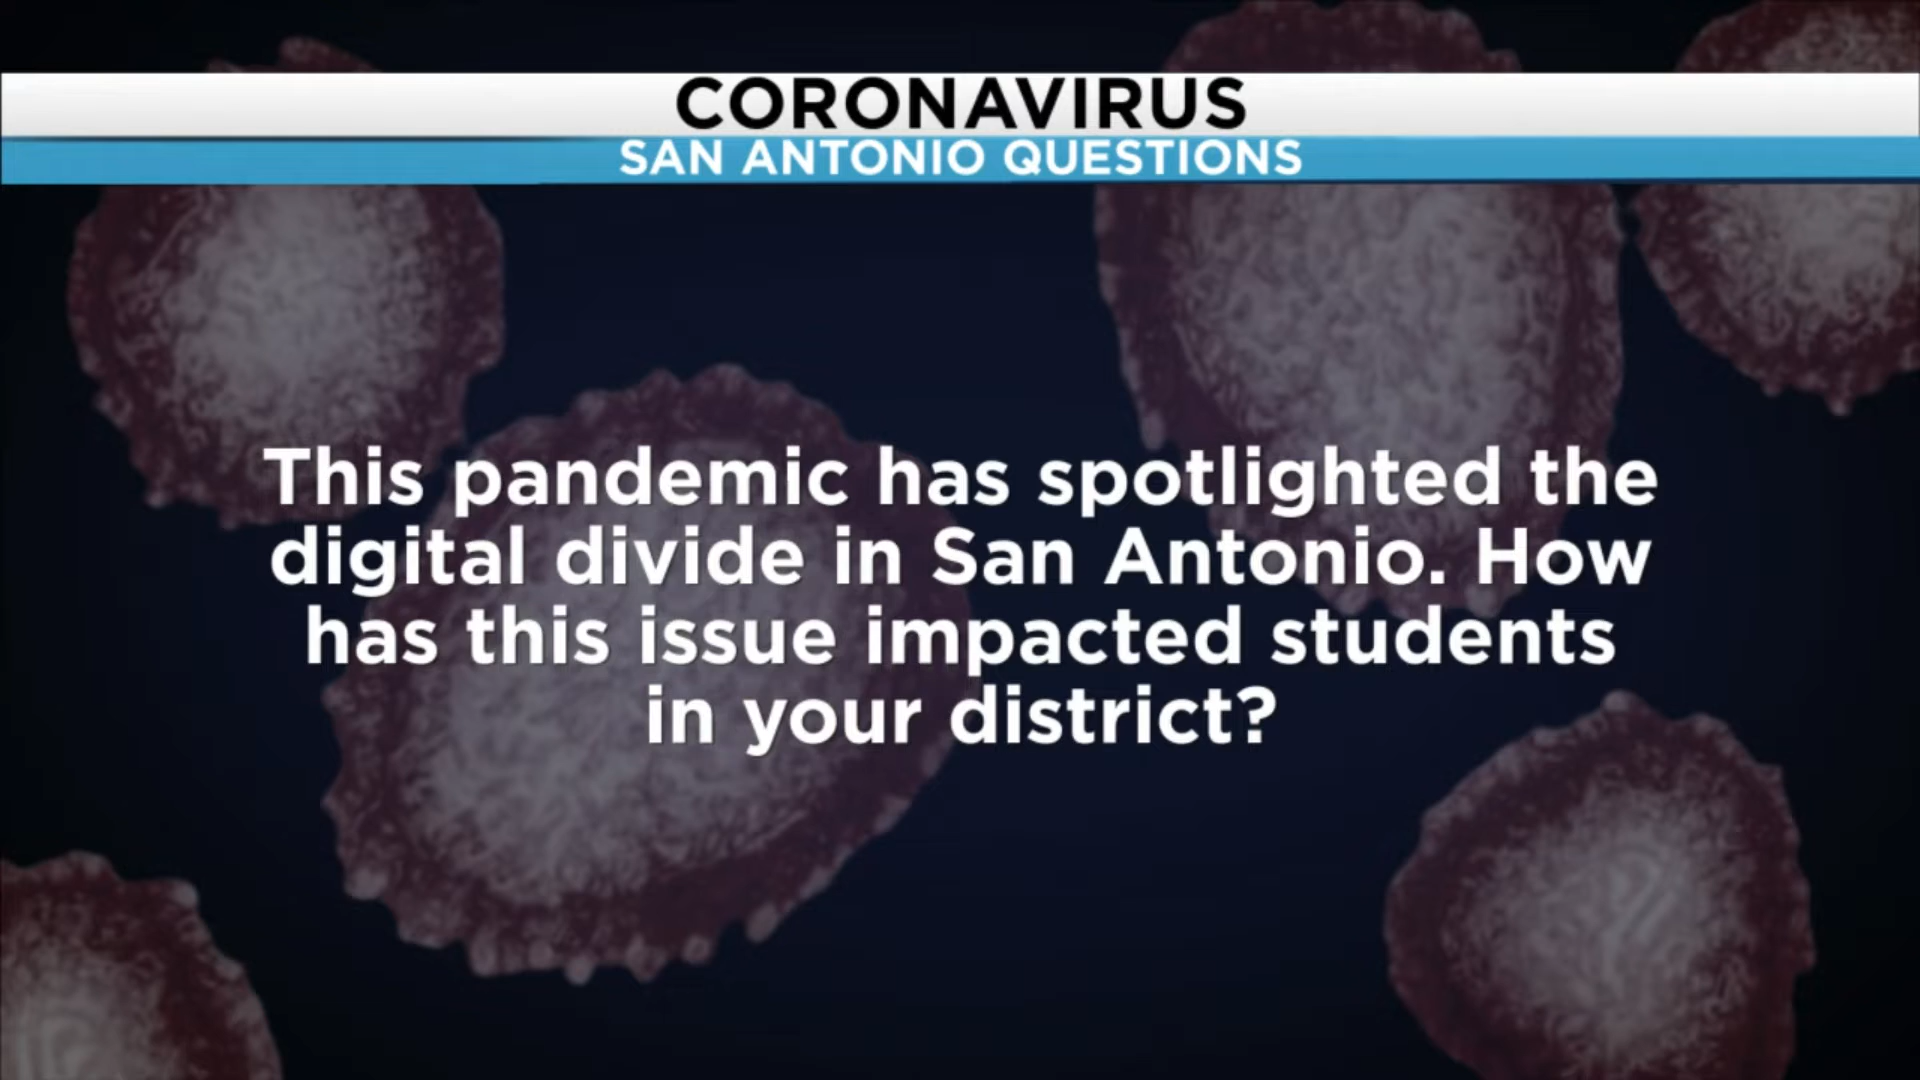 CORONAVIRUS
SAN ANTONIO QUESTIONS
This pandemic has spotlighted the
digital divide in San Antonio. How
has this issue impacted students
in your district?